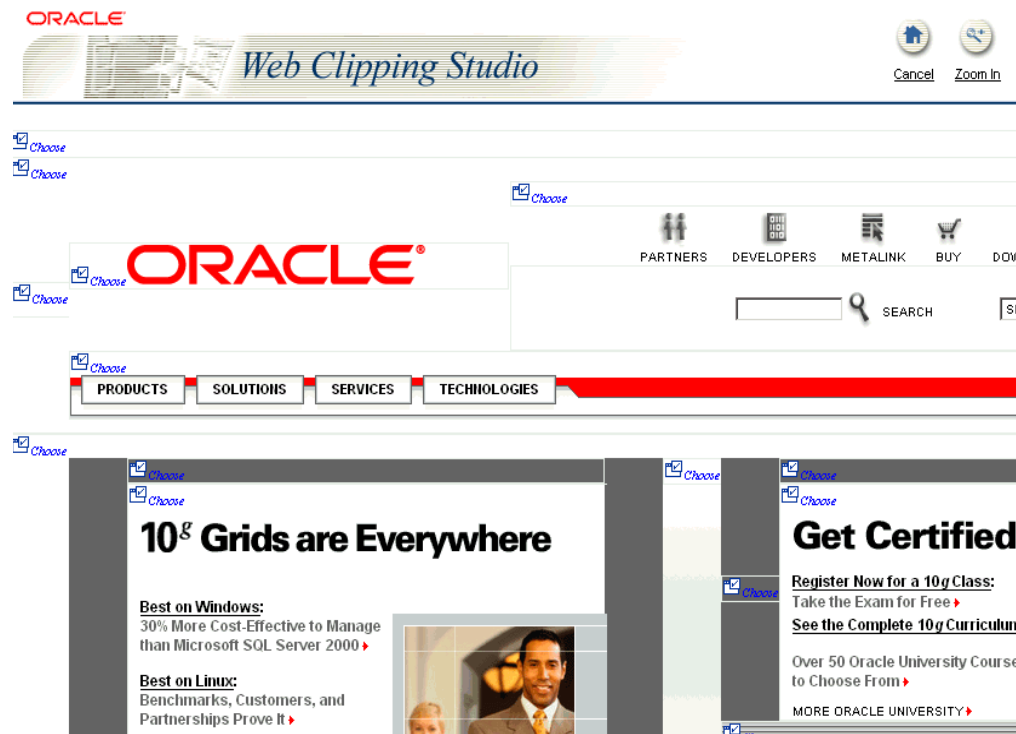 ORACLE
Web Clipping Studio
Cancel Zoom In
Choose
Choose
Choose
PARTNERS DEVELOPERS METALINK BUY
ORACLE®
Choose
Choose
SEARCH
Choose
PRODUCTS SOLUTIONS SERVICES TECHNOLOGIES
Choose
Choose Choose Choose
Choose Choose
10g Grids are Everywhere
Get Certified
Register Now for a 10g Class:
Choose
Take the Exam for Free
See the Complete 10g Curriculum
Over 50 Oracle University Course
to Choose From
MORE ORACLE UNIVERSITY
Best on Windows:
30% More Cost-Effective to Manage
than Microsoft SQL Server 2000
Best on Linux:
Benchmarks, Customers, and
Partnerships Prove It